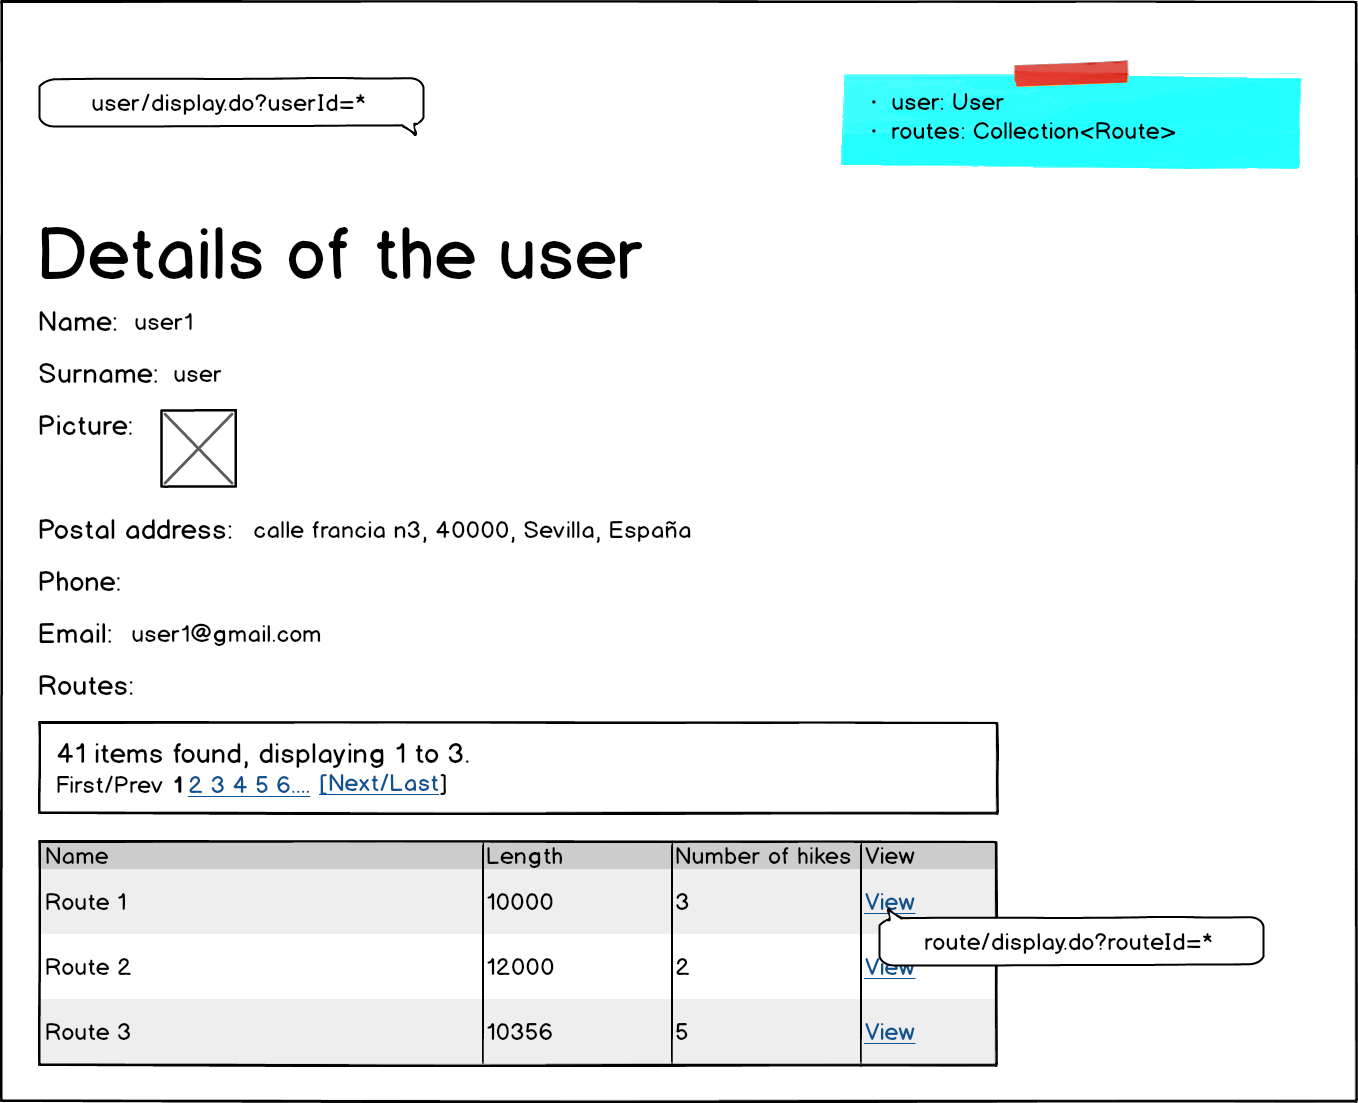 user/display.do?userId=*
• user: User
• routes: Collection<Route>
Details of the user
Name: user1
Surname: user
Picture:
Postal address: calle francia n3, 40000, Sevilla, España
Phone:
Email: user1@gmail.com
Routes:
41 items found, displaying 1 to 3.
First/Prev 1 2 3 4 5 6.... [Next/Last]
Name Length Number of hikes View
Route 1 10000 3 View
route/display.do?routeId=*
Route 2 12000 2 View
Route 3 10356 5 View